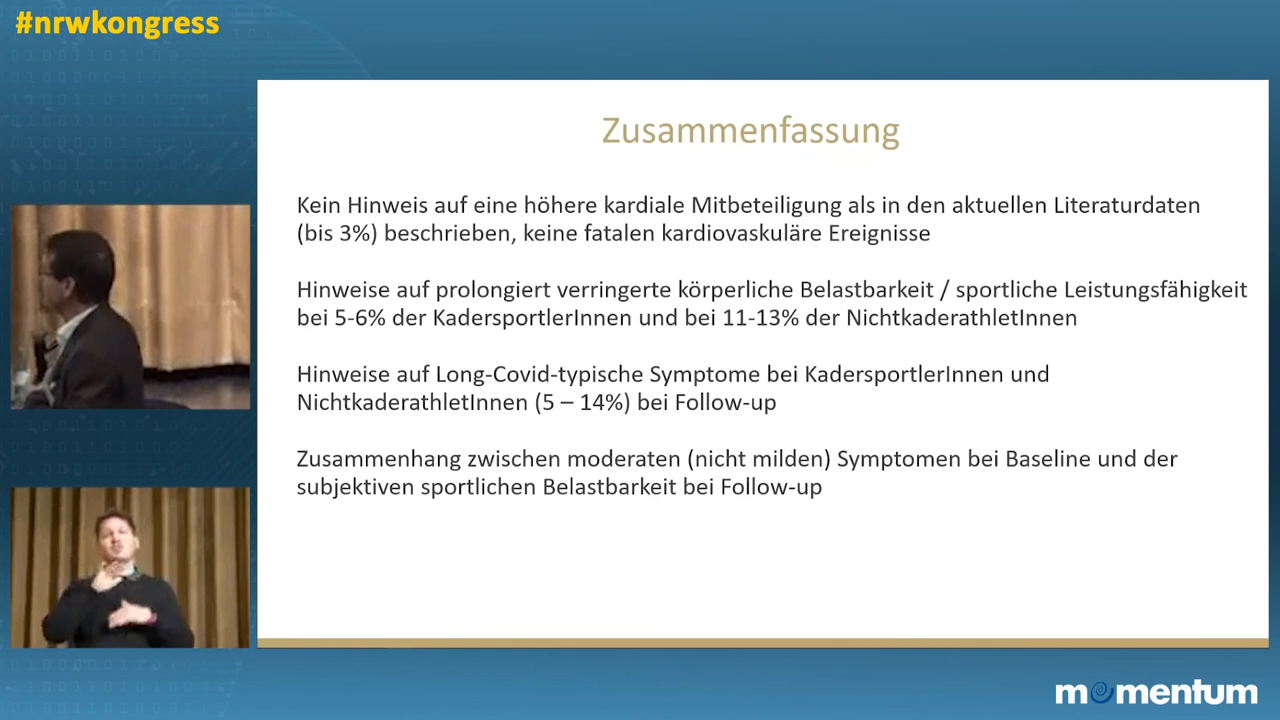 #nrwkongress
Zusammenfassung
Kein Hinweis auf eine höhere kardiale Mitbeteiligung als in den aktuellen Literaturdaten
(bis 3%) beschrieben, keine fatalen kardiovaskuläre Ereignisse
Hinweise auf prolongiert verringerte körperliche Belastbarkeit / sportliche Leistungsfähigkeit
bei 5-6% der KadersportlerInnen und bei 11-13% der NichtkaderathletInnen
Hinweise auf Long-Covid-typische Symptome bei KadersportlerInnen und
NichtkaderathletInnen (5 – 14%) bei Follow-up
Zusammenhang zwischen moderaten (nicht milden) Symptomen bei Baseline und der
subjektiven sportlichen Belastbarkeit bei Follow-up
momentum